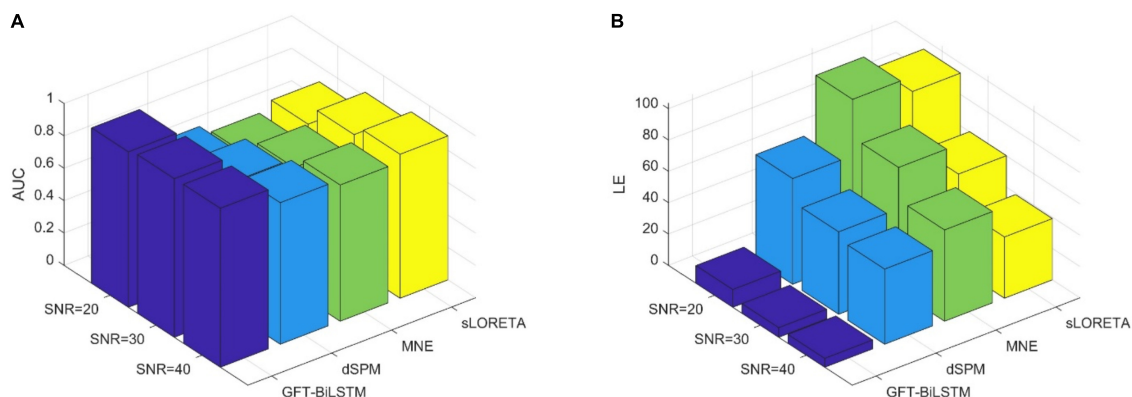 A
1
0.8
0.6
0.4
0.2
0
AUC
SNR=20
SNR=30
SNR=40
GFT-BiLSTM
dSPM
MNE
sLORETA
B
100
80
60
40
20
0
LE
SNR=20
SNR=30
SNR=40
GFT-BiLSTM
dSPM
MNE
sLORETA